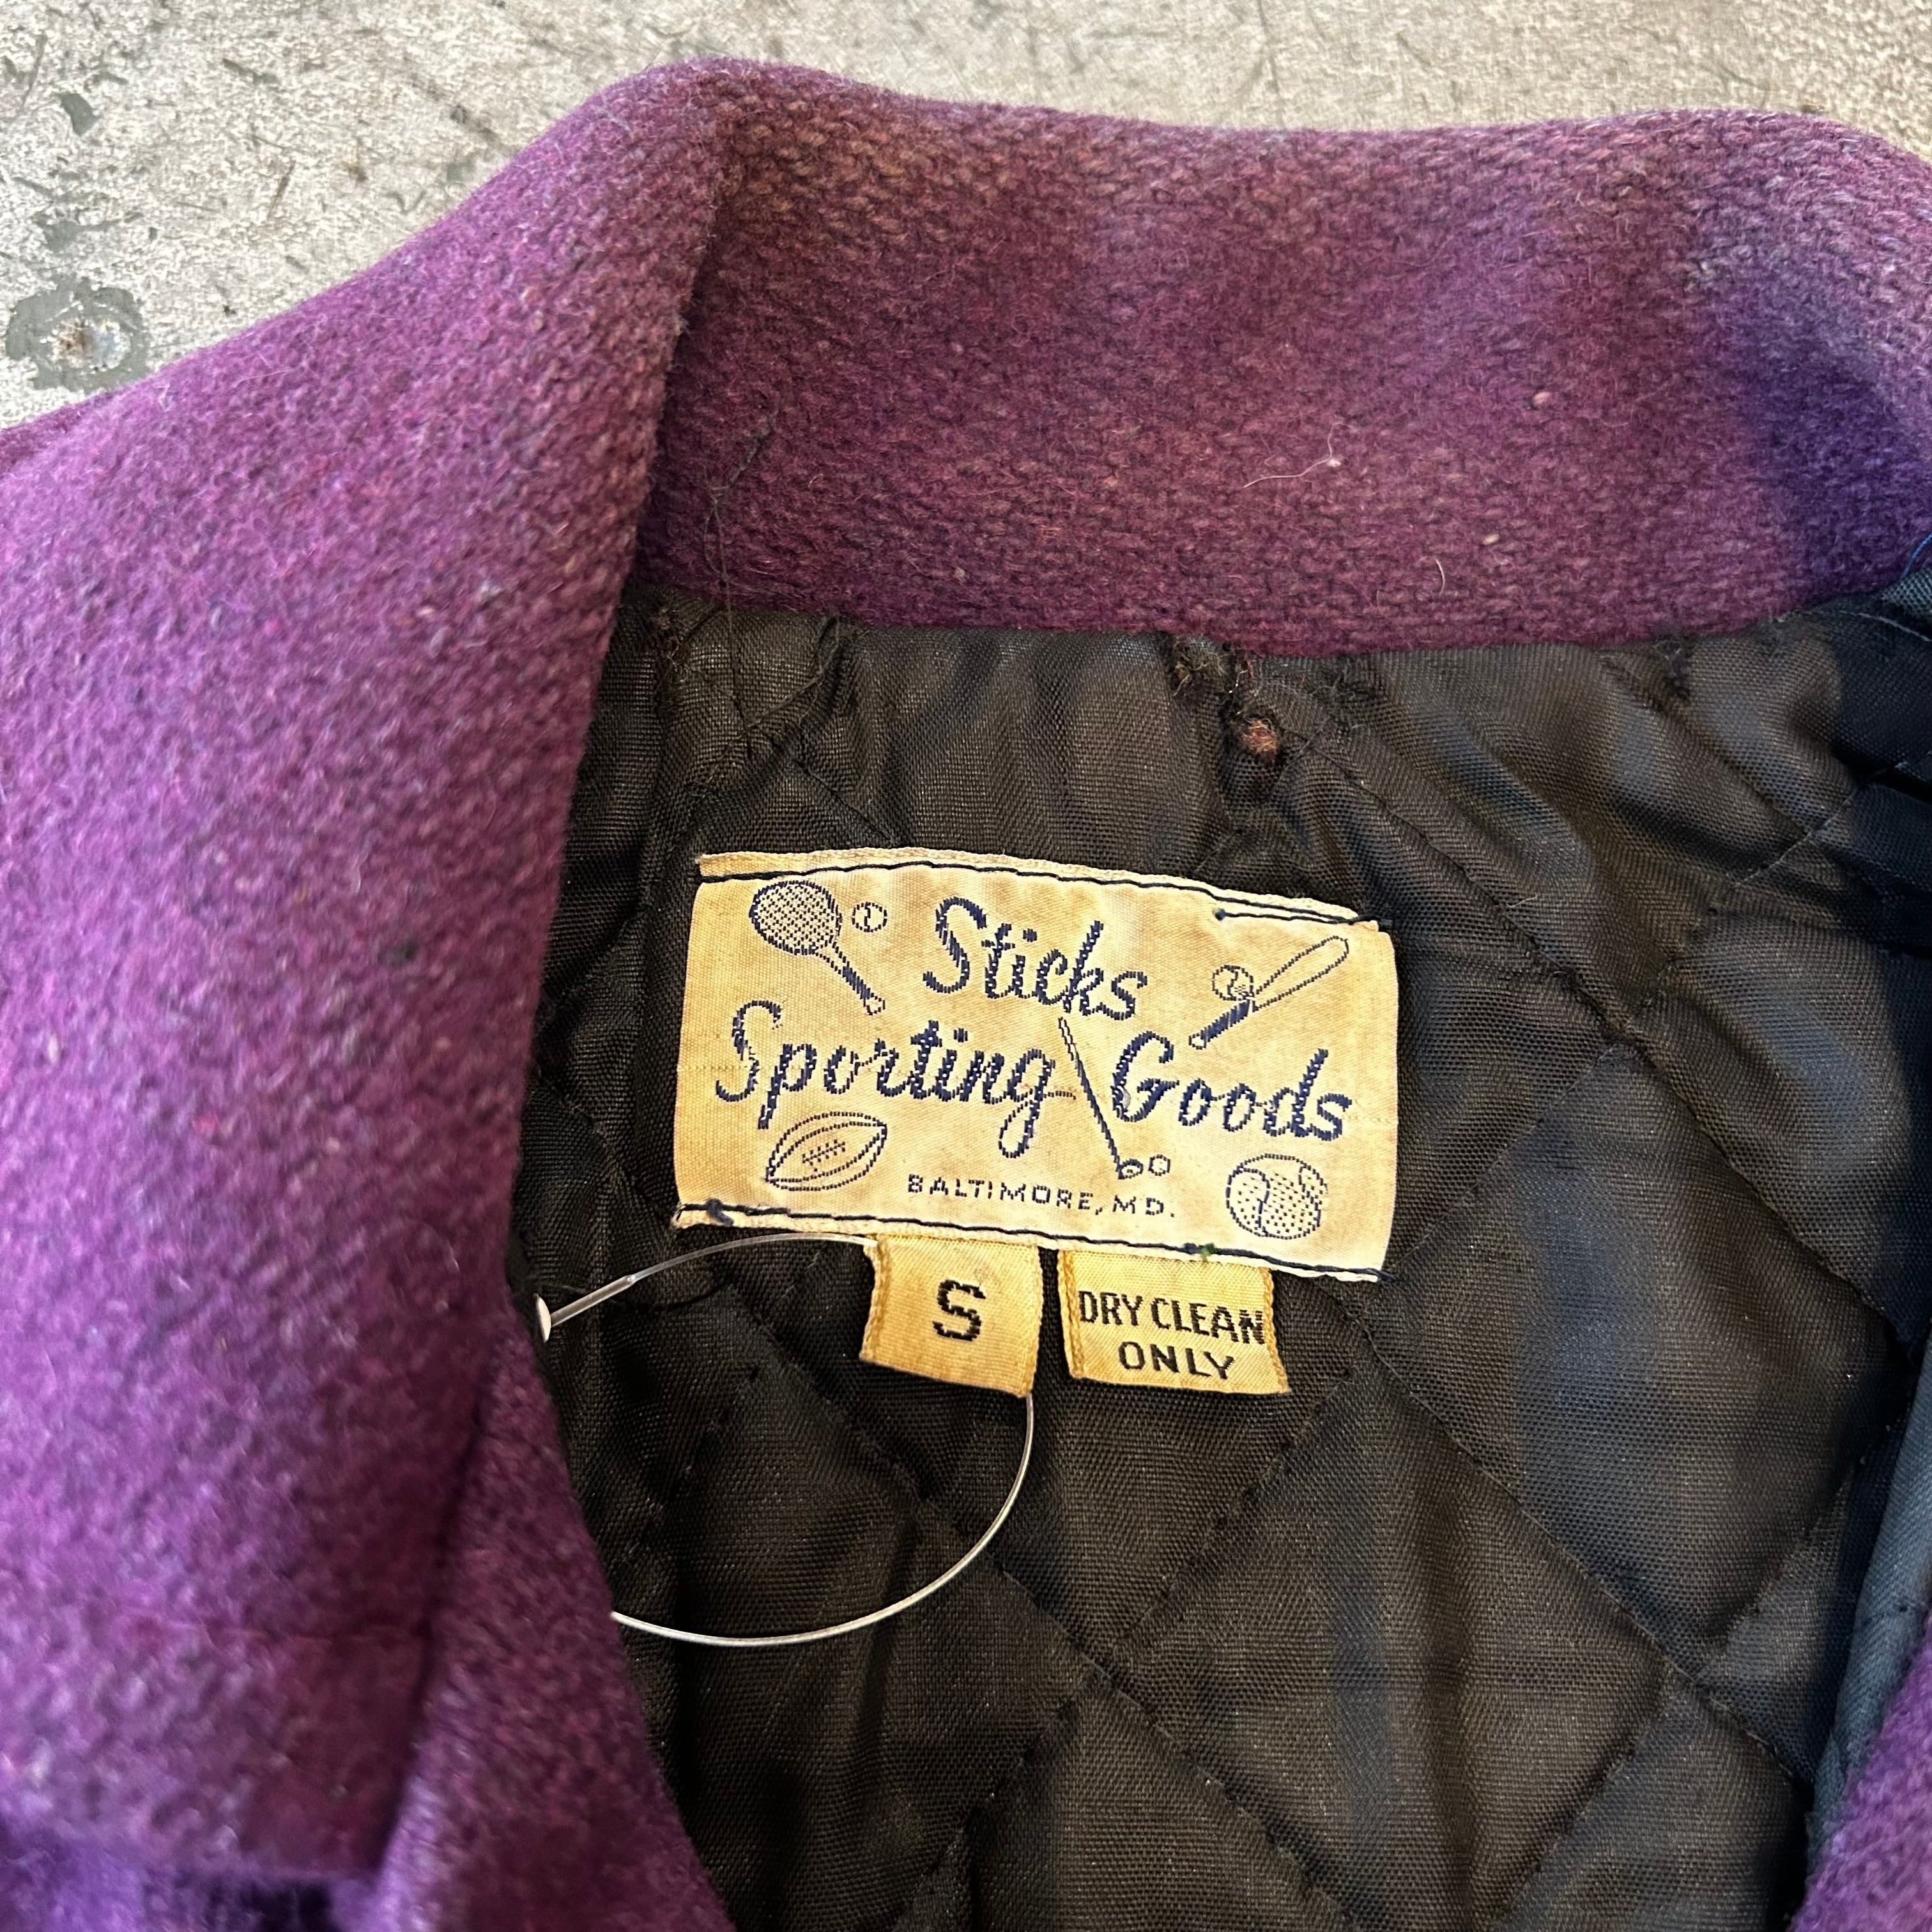 Sticks
Sporting Goods
BALTIMORE, MD.
S
DRY CLEAN
ONLY